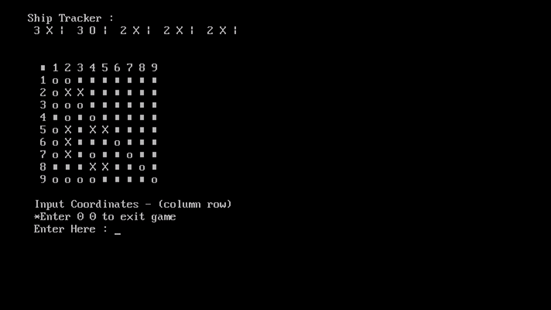 Ship Tracker :
3 X | 3 O | 2 X | 2 X | 2 X |
■ 1 2 3 4 5 6 7 8 9
1 o o ■ ■ ■ ■ ■ ■ ■
2 o X X ■ ■ ■ ■ ■ ■
3 o o o ■ ■ ■ ■ ■ ■
4 ■ o ■ o ■ ■ ■ ■ ■
5 o X ■ X X ■ ■ ■ ■
6 o X ■ ■ ■ o ■ ■ ■
7 o X ■ o ■ ■ o ■ ■
8 ■ ■ ■ X X ■ ■ o ■
9 o o o o ■ ■ ■ ■ o
Input Coordinates - (column row)
*Enter 0 0 to exit game
Enter Here : _